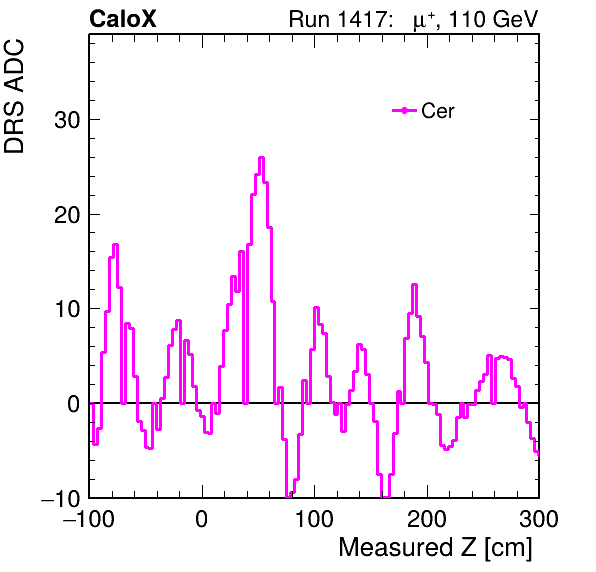 CaloX
Run 1417: μ⁺, 110 GeV
DRS ADC
Cer
30
20
10
0
−10
−100 0 100 200 300
Measured Z [cm]